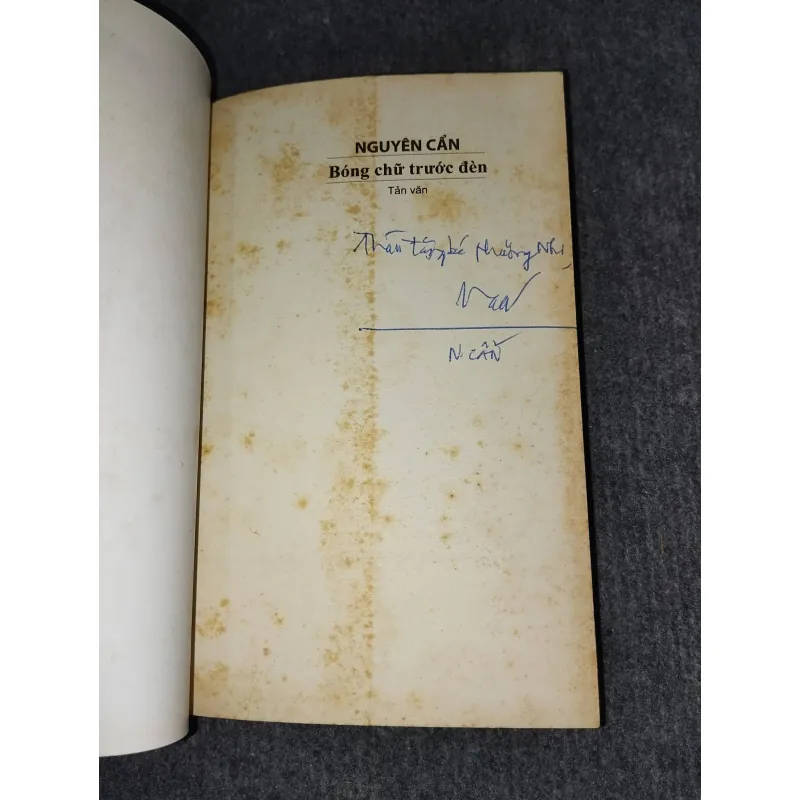 NGUYÊN CẨN
Bóng chữ trước đèn
Tản văn
Thân tặng bé Phương Nhi,
N. CẨN